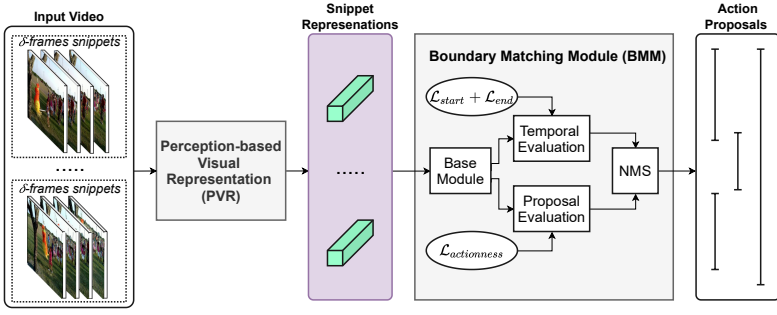 Input Video
δ-frames snippets
.....
δ-frames snippets
Perception-based
Visual
Representation
(PVR)
Snippet
Represenations
.....
Boundary Matching Module (BMM)
ℒstart + ℒend
Temporal
Evaluation
Base
Module
NMS
Proposal
Evaluation
ℒactionness
Action
Proposals